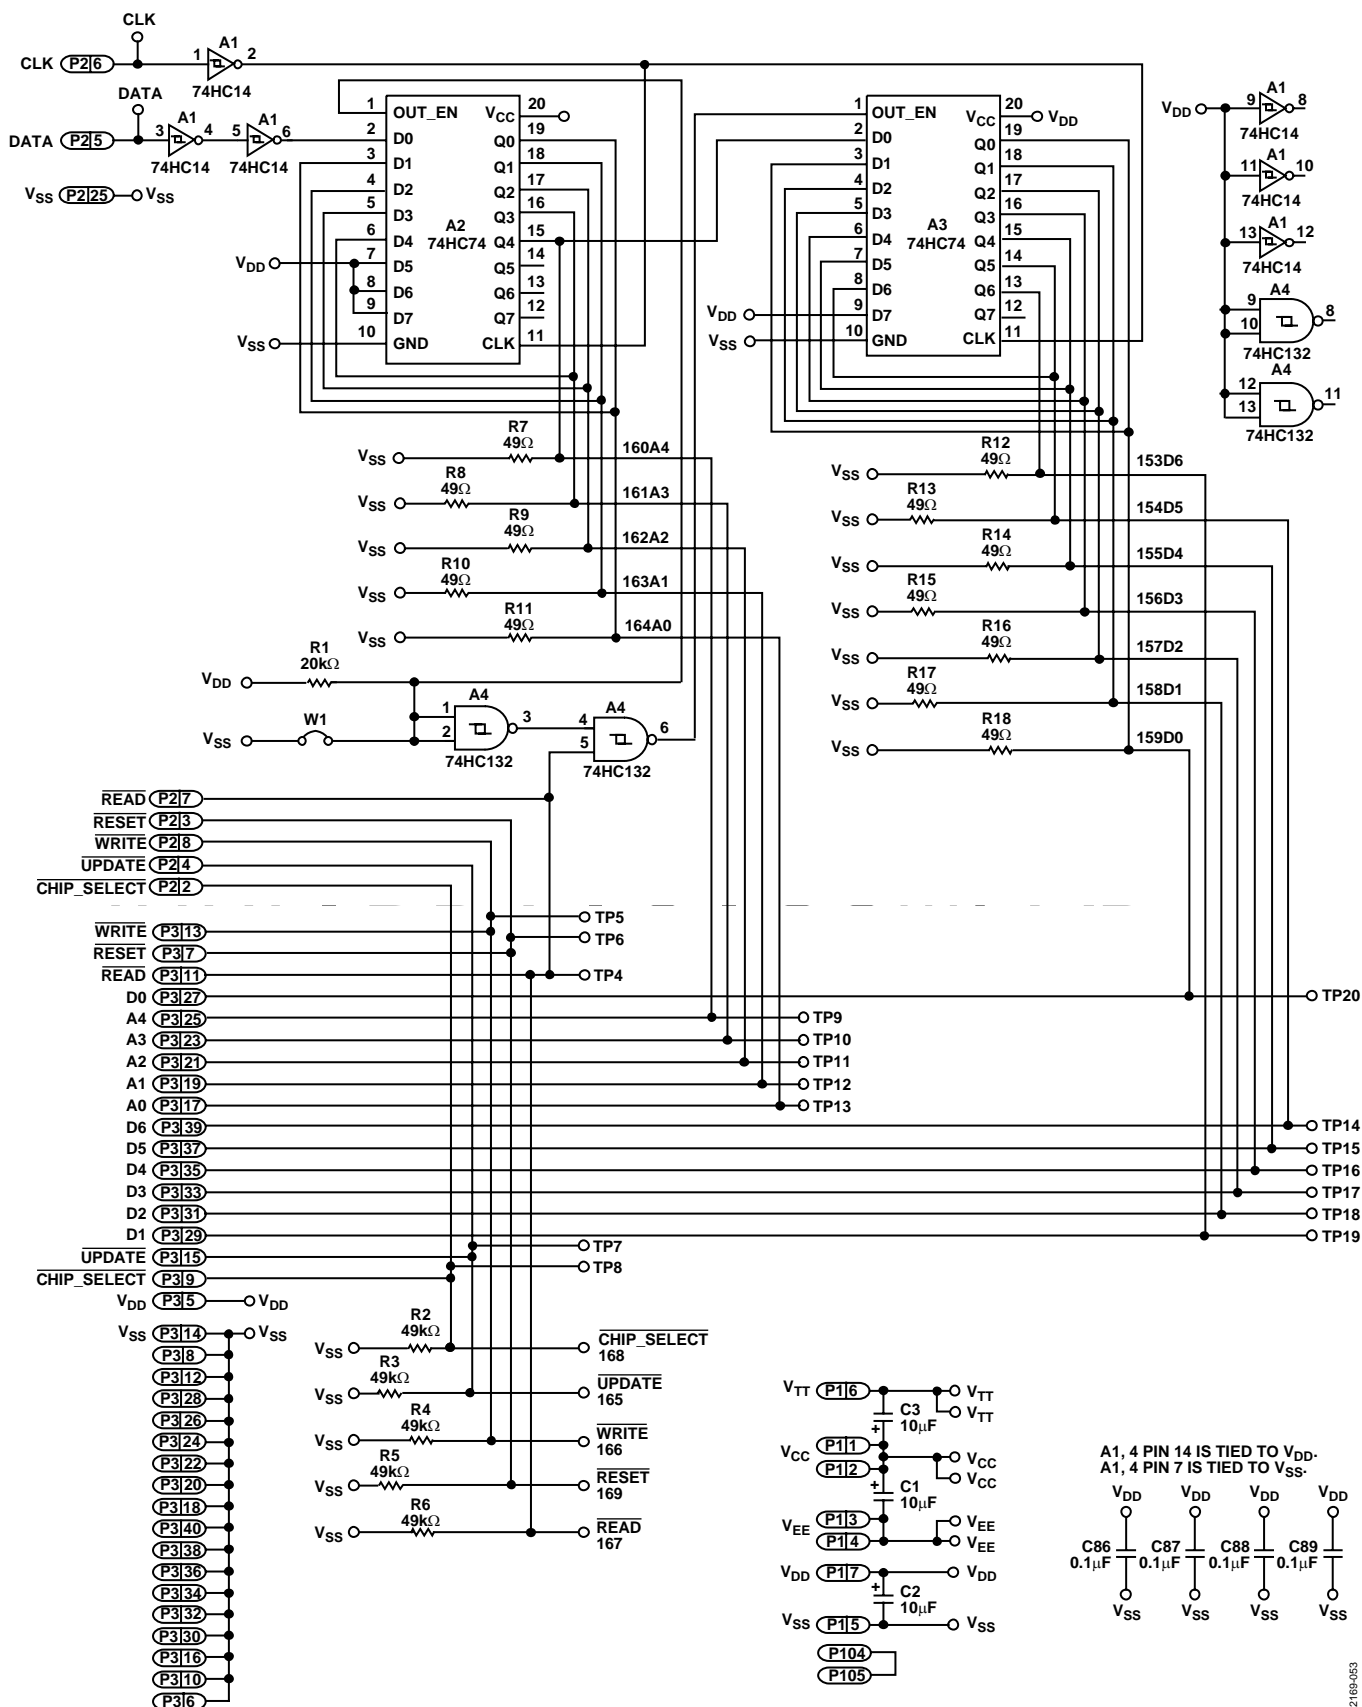 CLK
CLK P2 6 1 A1 2
74HC14
DATA
DATA P2 5 3 A1 4 5 A1 6
74HC14 74HC14
VSS P2 25 VSS
1 OUT_EN VCC 20
2 D0 Q0 19
3 D1 Q1 18
4 D2 Q2 17
5 D3 Q3 16
6 D4 Q4 15
7 D5 Q5 14
8 D6 Q6 13
9 D7 Q7 12
10 GND CLK 11
A2
74HC74
VDD
VSS
1 OUT_EN VCC 20 VDD
2 D0 Q0 19
3 D1 Q1 18
4 D2 Q2 17
5 D3 Q3 16
6 D4 Q4 15
7 D5 Q5 14
8 D6 Q6 13
9 D7 Q7 12
10 GND CLK 11
A3
74HC74
VDD
VSS
VDD 9 A1 8
74HC14
11 A1 10
74HC14
13 A1 12
74HC14
A4
9 10 8
74HC132
A4
12 13 11
74HC132
VSS R7 49Ω 160A4
VSS R8 49Ω 161A3
VSS R9 49Ω 162A2
VSS R10 49Ω 163A1
VSS R11 49Ω 164A0
VSS R12 49Ω 153D6
VSS R13 49Ω 154D5
VSS R14 49Ω 155D4
VSS R15 49Ω 156D3
VSS R16 49Ω 157D2
VSS R17 49Ω 158D1
VSS R18 49Ω 159D0
VDD R1 20kΩ
VSS W1
A4
1 2 3
74HC132
A4
4 5 6
74HC132
READ P2 7
RESET P2 3
WRITE P2 8
UPDATE P2 4
CHIP_SELECT P2 2
TP5
WRITE P3 13
TP6
RESET P3 7
READ P3 11 TP4
D0 P3 27 TP20
A4 P3 25 TP9
A3 P3 23 TP10
A2 P3 21 TP11
A1 P3 19 TP12
A0 P3 17 TP13
D6 P3 39 TP14
D5 P3 37 TP15
D4 P3 35 TP16
D3 P3 33 TP17
D2 P3 31 TP18
D1 P3 29 TP19
TP7
UPDATE P3 15
TP8
CHIP_SELECT P3 9
VDD P3 5 VDD
VSS P3 14 VSS
P3 8
P3 12
P3 28
P3 26
P3 24
P3 22
P3 20
P3 18
P3 40
P3 38
P3 36
P3 34
P3 32
P3 30
P3 16
P3 10
P3 6
VSS R2 49kΩ CHIP_SELECT 168
VSS R3 49kΩ UPDATE 165
VSS R4 49kΩ WRITE 166
VSS R5 49kΩ RESET 169
VSS R6 49kΩ READ 167
VTT P1 6 VTT
VTT
+ C3 10μF
VCC P1 1 VCC
P1 2 VCC
+ C1 10μF
VEE P1 3 VEE
P1 4 VEE
VDD P1 7 VDD
+ C2 10μF
VSS P1 5 VSS
P104
P105
A1, 4 PIN 14 IS TIED TO VDD.
A1, 4 PIN 7 IS TIED TO VSS.
VDD VDD VDD VDD
C86 C87 C88 C89
0.1μF 0.1μF 0.1μF 0.1μF
VSS VSS VSS VSS
2169-053